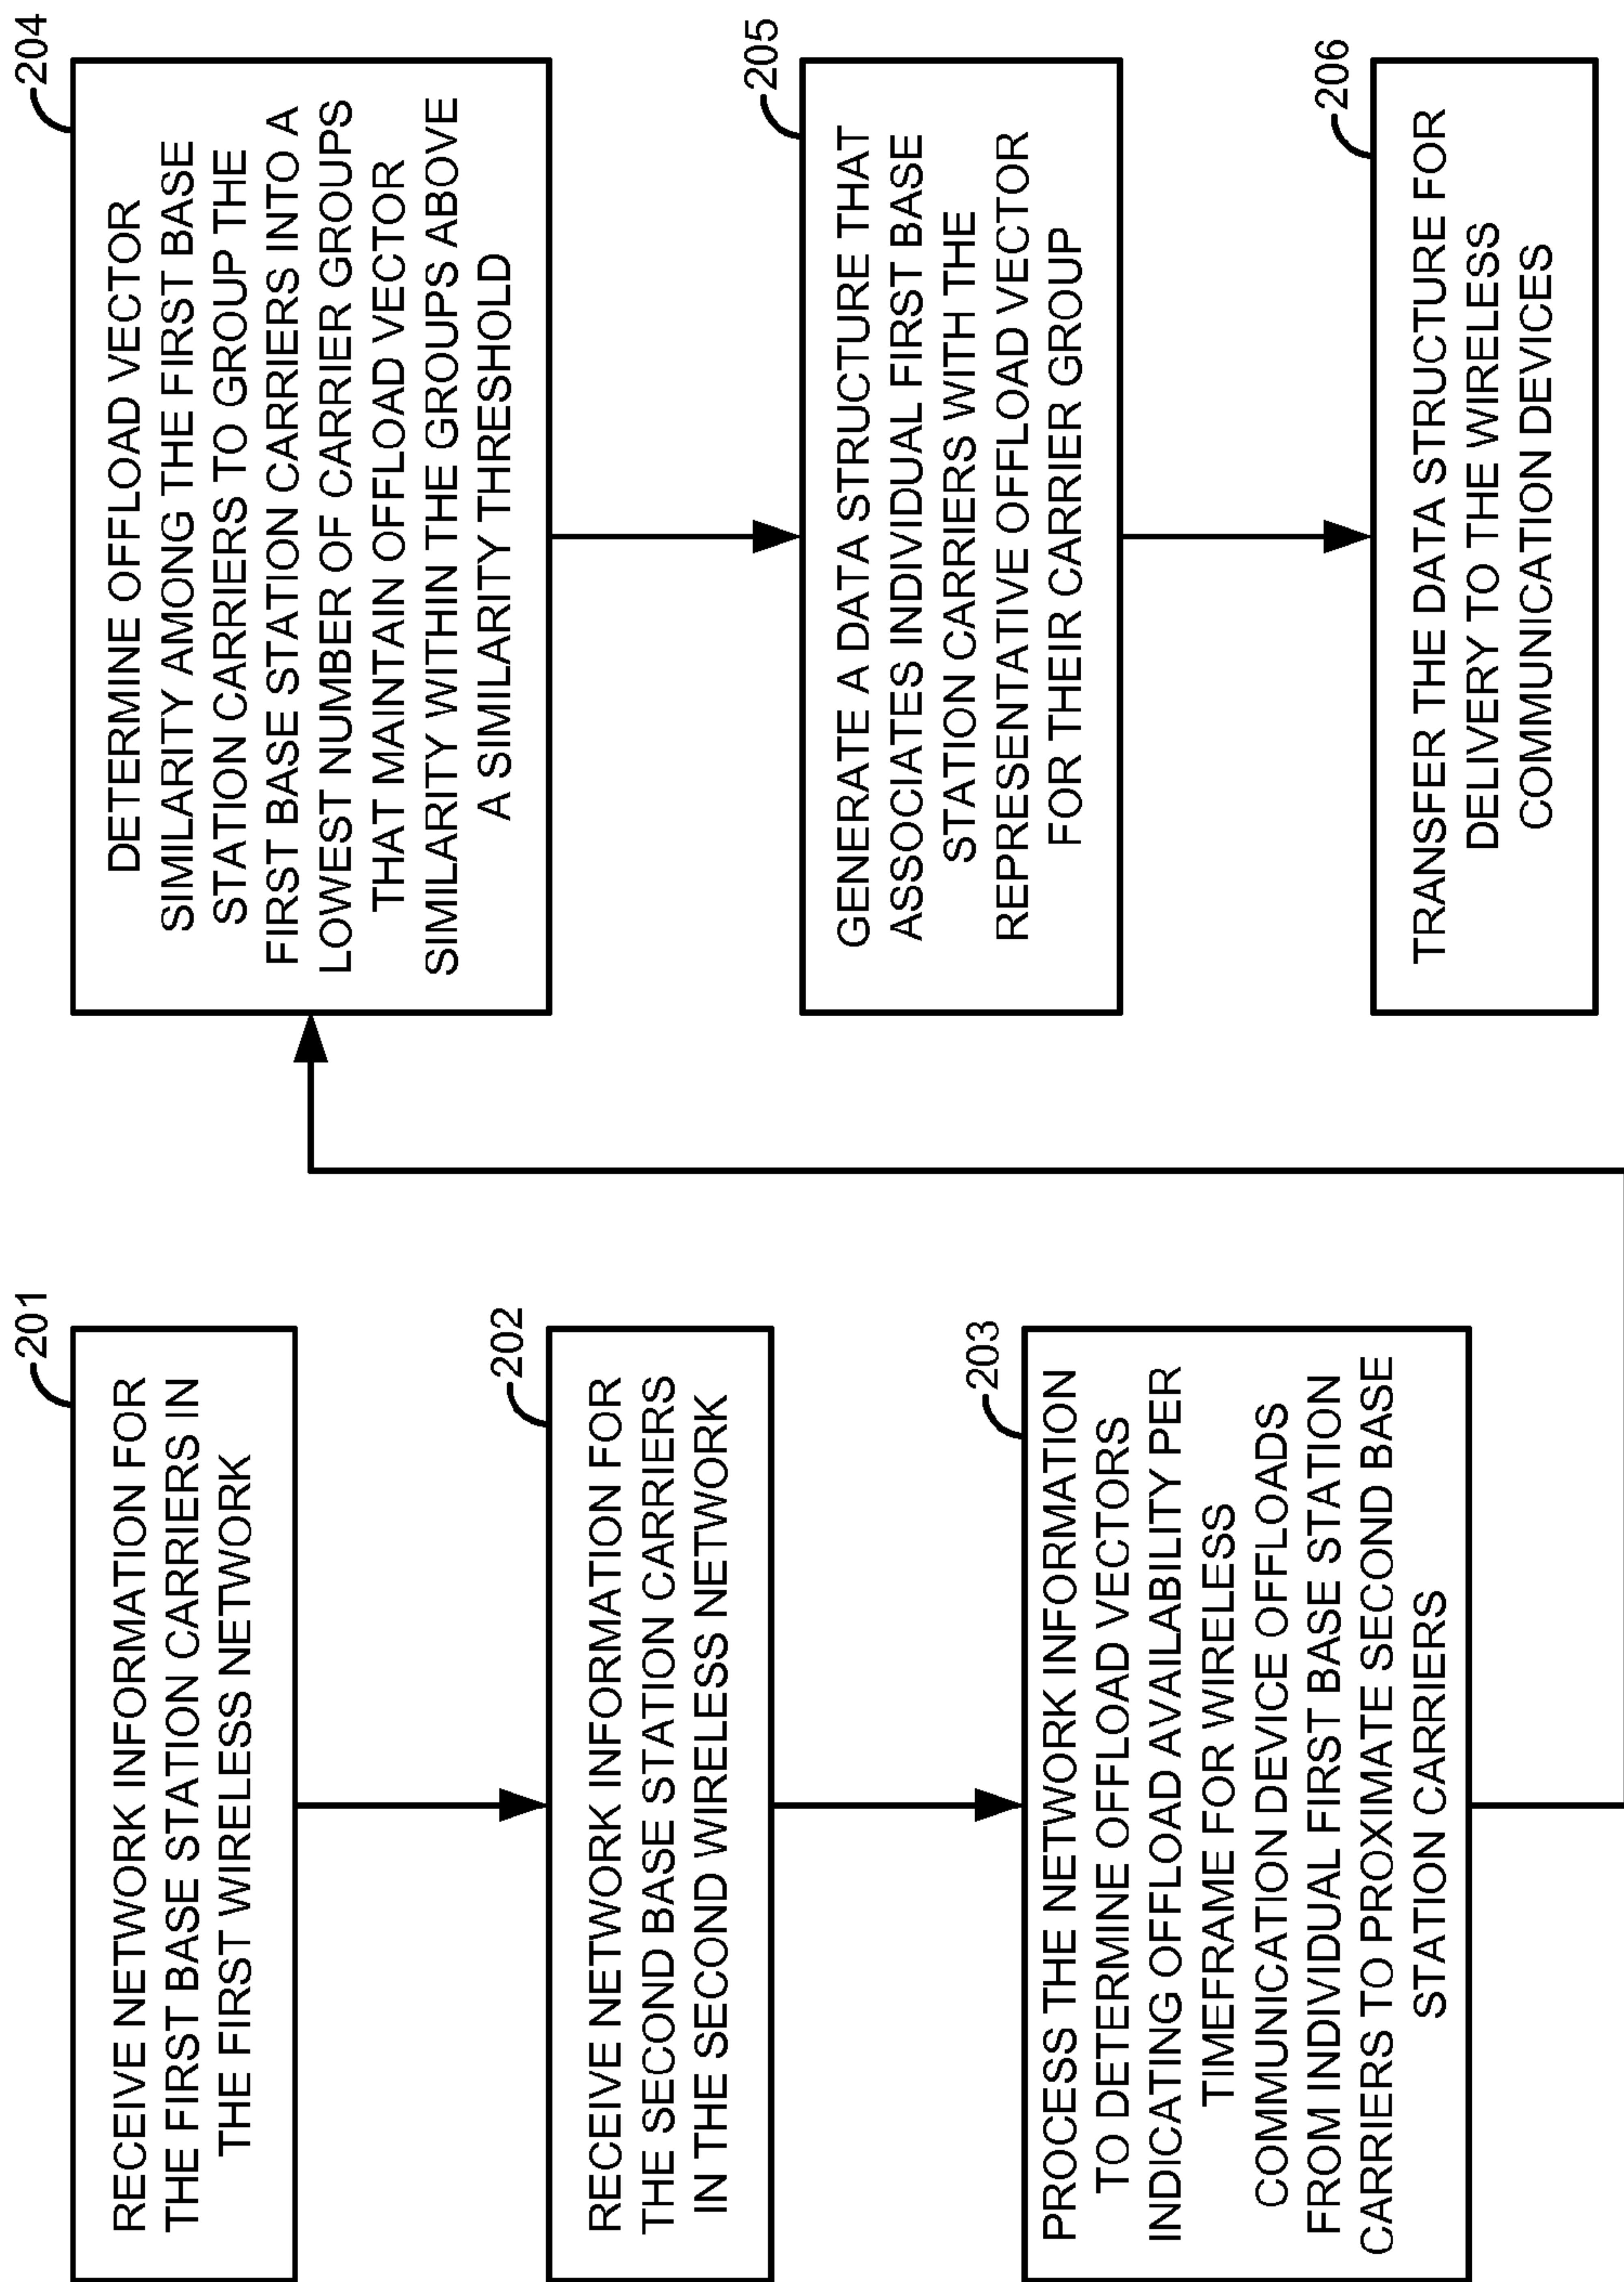 201
RECEIVE NETWORK INFORMATION FOR
THE FIRST BASE STATION CARRIERS IN
THE FIRST WIRELESS NETWORK
202
RECEIVE NETWORK INFORMATION FOR
THE SECOND BASE STATION CARRIERS
IN THE SECOND WIRELESS NETWORK
203
PROCESS THE NETWORK INFORMATION
TO DETERMINE OFFLOAD VECTORS
INDICATING OFFLOAD AVAILABILITY PER
TIMEFRAME FOR WIRELESS
COMMUNICATION DEVICE OFFLOADS
FROM INDIVIDUAL FIRST BASE STATION
CARRIERS TO PROXIMATE SECOND BASE
STATION CARRIERS
204
DETERMINE OFFLOAD VECTOR
SIMILARITY AMONG THE FIRST BASE
STATION CARRIERS TO GROUP THE
FIRST BASE STATION CARRIERS INTO A
LOWEST NUMBER OF CARRIER GROUPS
THAT MAINTAIN OFFLOAD VECTOR
SIMILARITY WITHIN THE GROUPS ABOVE
A SIMILARITY THRESHOLD
205
GENERATE A DATA STRUCTURE THAT
ASSOCIATES INDIVIDUAL FIRST BASE
STATION CARRIERS WITH THE
REPRESENTATIVE OFFLOAD VECTOR
FOR THEIR CARRIER GROUP
206
TRANSFER THE DATA STRUCTURE FOR
DELIVERY TO THE WIRELESS
COMMUNICATION DEVICES